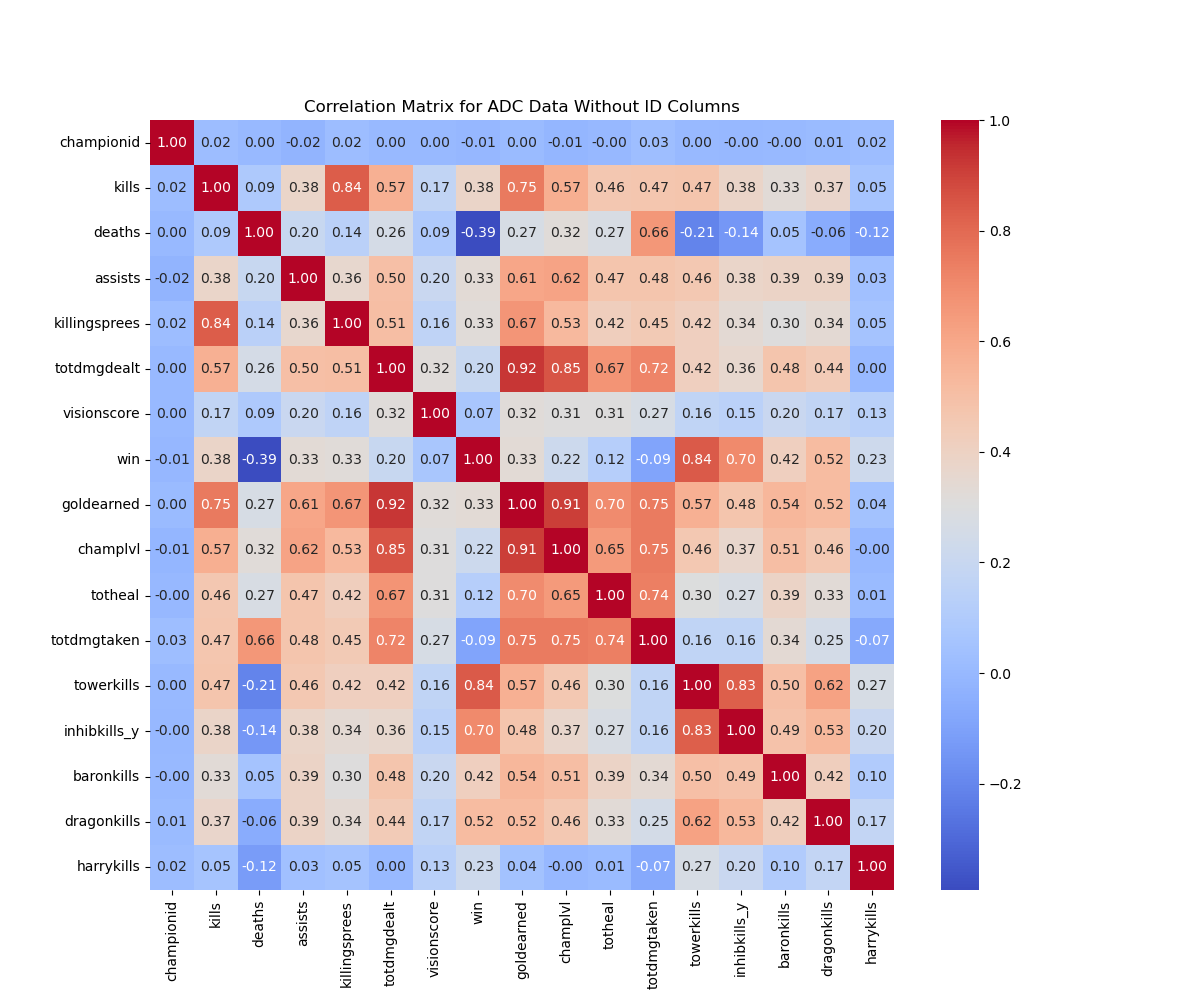 Correlation Matrix for ADC Data Without ID Columns
championid 1.00 0.02 0.00 -0.02 0.02 0.00 0.00 -0.01 0.00 -0.01 -0.00 0.03 0.00 -0.00 -0.00 0.01 0.02
kills 0.02 1.00 0.09 0.38 0.84 0.57 0.17 0.38 0.75 0.57 0.46 0.47 0.47 0.38 0.33 0.37 0.05
deaths 0.00 0.09 1.00 0.20 0.14 0.26 0.09 -0.39 0.27 0.32 0.27 0.66 -0.21 -0.14 0.05 -0.06 -0.12
assists -0.02 0.38 0.20 1.00 0.36 0.50 0.20 0.33 0.61 0.62 0.47 0.48 0.46 0.38 0.39 0.39 0.03
killingsprees 0.02 0.84 0.14 0.36 1.00 0.51 0.16 0.33 0.67 0.53 0.42 0.45 0.42 0.34 0.30 0.34 0.05
totdmgdealt 0.00 0.57 0.26 0.50 0.51 1.00 0.32 0.20 0.92 0.85 0.67 0.72 0.42 0.36 0.48 0.44 0.00
visionscore 0.00 0.17 0.09 0.20 0.16 0.32 1.00 0.07 0.32 0.31 0.31 0.27 0.16 0.15 0.20 0.17 0.13
win -0.01 0.38 -0.39 0.33 0.33 0.20 0.07 1.00 0.33 0.22 0.12 -0.09 0.84 0.70 0.42 0.52 0.23
goldearned 0.00 0.75 0.27 0.61 0.67 0.92 0.32 0.33 1.00 0.91 0.70 0.75 0.57 0.48 0.54 0.52 0.04
champlvl -0.01 0.57 0.32 0.62 0.53 0.85 0.31 0.22 0.91 1.00 0.65 0.75 0.46 0.37 0.51 0.46 -0.00
totheal -0.00 0.46 0.27 0.47 0.42 0.67 0.31 0.12 0.70 0.65 1.00 0.74 0.30 0.27 0.39 0.33 0.01
totdmgtaken 0.03 0.47 0.66 0.48 0.45 0.72 0.27 -0.09 0.75 0.75 0.74 1.00 0.16 0.16 0.34 0.25 -0.07
towerkills 0.00 0.47 -0.21 0.46 0.42 0.42 0.16 0.84 0.57 0.46 0.30 0.16 1.00 0.83 0.50 0.62 0.27
inhibkills_y -0.00 0.38 -0.14 0.38 0.34 0.36 0.15 0.70 0.48 0.37 0.27 0.16 0.83 1.00 0.49 0.53 0.20
baronkills -0.00 0.33 0.05 0.39 0.30 0.48 0.20 0.42 0.54 0.51 0.39 0.34 0.50 0.49 1.00 0.42 0.10
dragonkills 0.01 0.37 -0.06 0.39 0.34 0.44 0.17 0.52 0.52 0.46 0.33 0.25 0.62 0.53 0.42 1.00 0.17
harrykills 0.02 0.05 -0.12 0.03 0.05 0.00 0.13 0.23 0.04 -0.00 0.01 -0.07 0.27 0.20 0.10 0.17 1.00
championid kills deaths assists killingsprees totdmgdealt visionscore win goldearned champlvl totheal totdmgtaken towerkills inhibkills_y baronkills dragonkills harrykills
1.0
0.8
0.6
0.4
0.2
0.0
−0.2